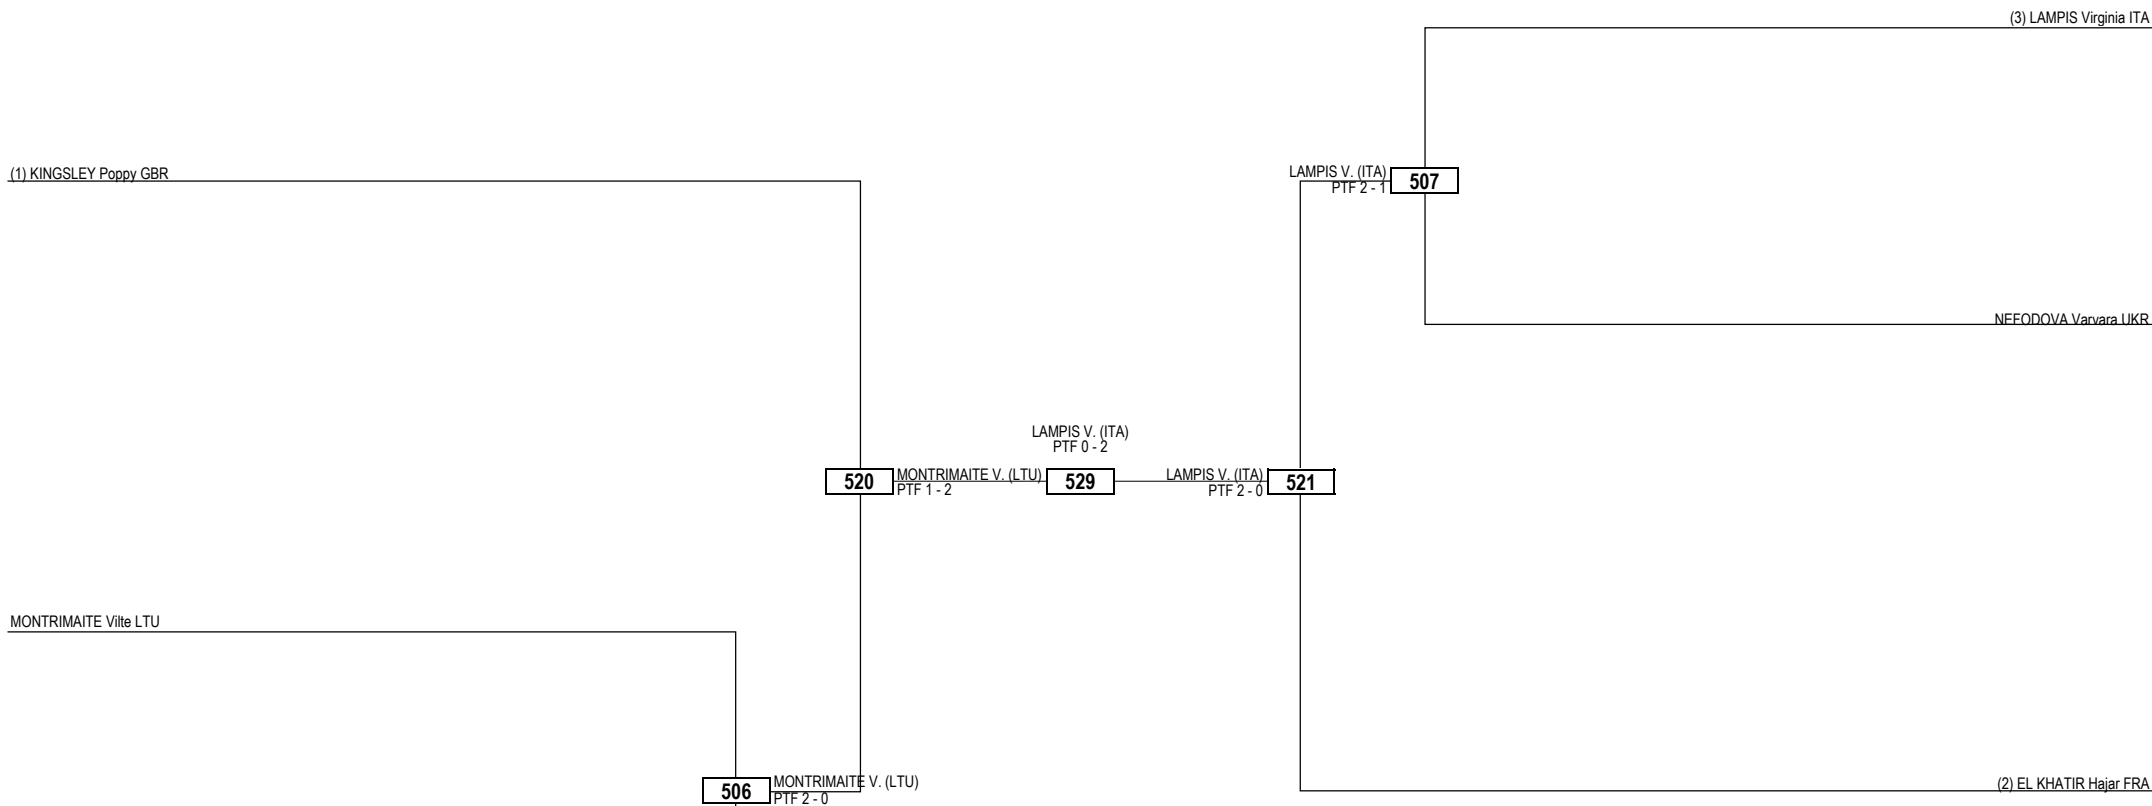 (3) LAMPIS Virginia ITA
(1) KINGSLEY Poppy GBR
LAMPIS V. (ITA)
PTF 2 - 1
507
NEFODOVA Varvara UKR
LAMPIS V. (ITA)
PTF 0 - 2
520
MONTRIMAITE V. (LTU)
PTF 1 - 2
529
LAMPIS V. (ITA)
PTF 2 - 0
521
MONTRIMAITE Vilte LTU
506
MONTRIMAITE V. (LTU)
PTF 2 - 0
(2) EL KHATIR Hajar FRA